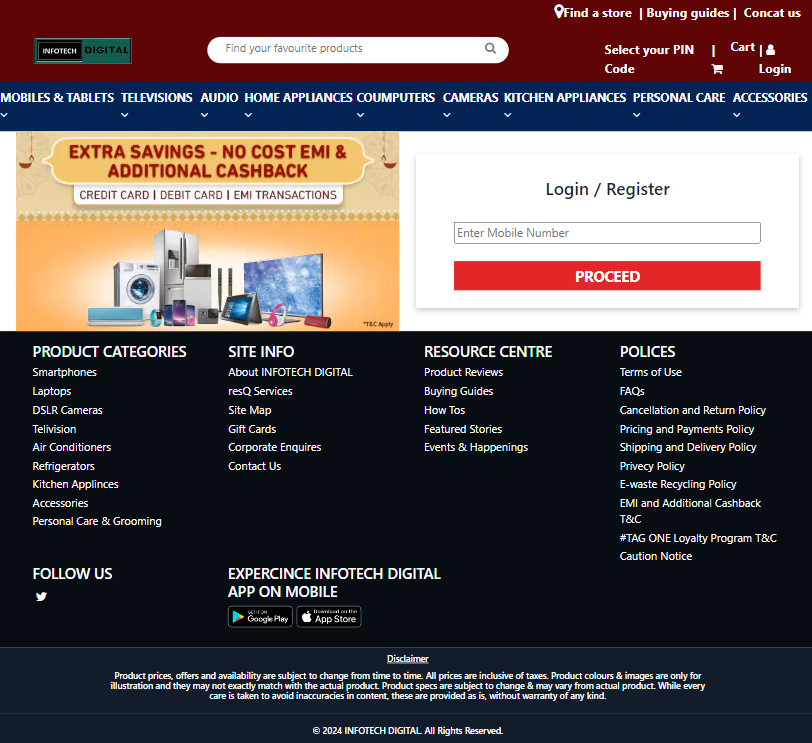 Find a store | Buying guides | Concat us
INFOTECH DIGITAL
Find your favourite products
Select your PIN Code | Cart | Login
MOBILES & TABLETS TELEVISIONS AUDIO HOME APPLIANCES COUMPUTERS CAMERAS KITCHEN APPLIANCES PERSONAL CARE ACCESSORIES
EXTRA SAVINGS - NO COST EMI &
ADDITIONAL CASHBACK
CREDIT CARD | DEBIT CARD | EMI TRANSACTIONS
*T&C Apply
Login / Register
Enter Mobile Number
PROCEED
PRODUCT CATEGORIES
Smartphones
Laptops
DSLR Cameras
Telivision
Air Conditioners
Refrigerators
Kitchen Applinces
Accessories
Personal Care & Grooming
SITE INFO
About INFOTECH DIGITAL
resQ Services
Site Map
Gift Cards
Corporate Enquires
Contact Us
RESOURCE CENTRE
Product Reviews
Buying Guides
How Tos
Featured Stories
Events & Happenings
POLICES
Terms of Use
FAQs
Cancellation and Return Policy
Pricing and Payments Policy
Shipping and Delivery Policy
Privecy Policy
E-waste Recycling Policy
EMI and Additional Cashback
T&C
#TAG ONE Loyalty Program T&C
Caution Notice
FOLLOW US
EXPERCINCE INFOTECH DIGITAL
APP ON MOBILE
GET IT ON
Google Play
Download on the
App Store
Disclaimer
Product prices, offers and availability are subject to change from time to time. All prices are inclusive of taxes. Product colours & images are only for
illustration and they may not exactly match with the actual product. Product specs are subject to change & may vary from actual product. While every
care is taken to avoid inaccuracies in content, these are provided as is, without warranty of any kind.
© 2024 INFOTECH DIGITAL. All Rights Reserved.